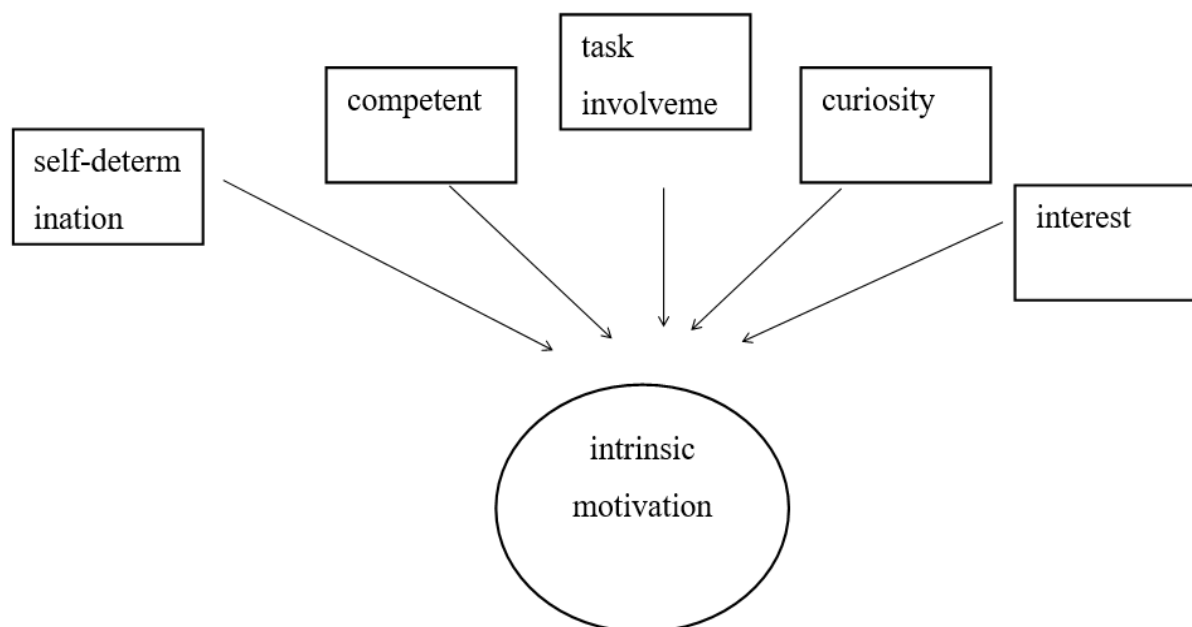 task
involveme
competent
curiosity
self-determ
ination
interest
intrinsic
motivation